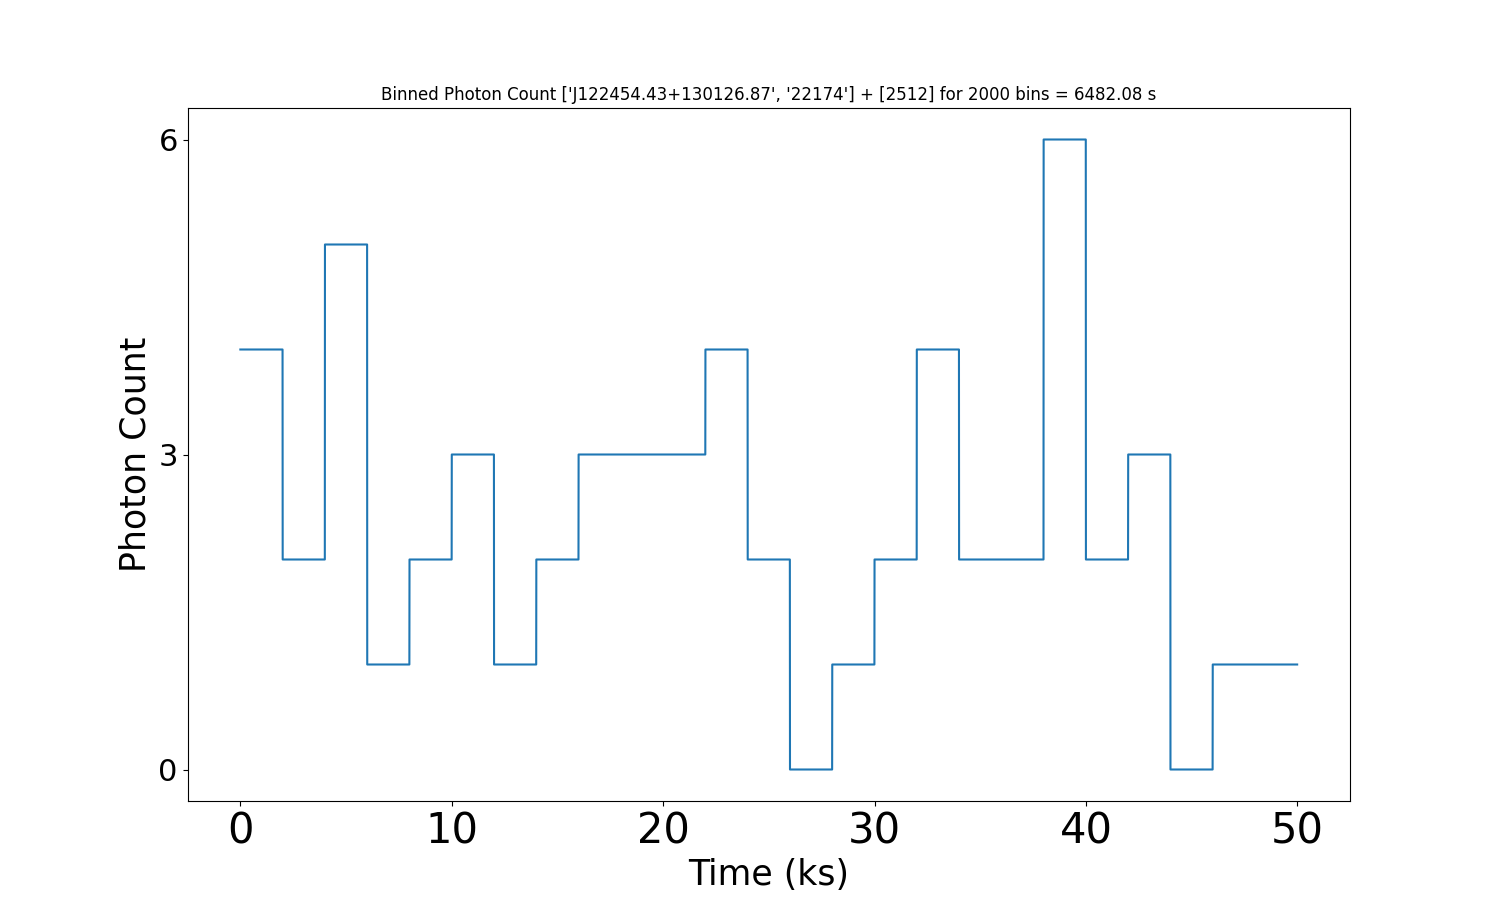 Binned Photon Count ['J122454.43+130126.87', '22174'] + [2512] for 2000 bins = 6482.08 s
6
3
0
Photon Count
0 10 20 30 40 50
Time (ks)